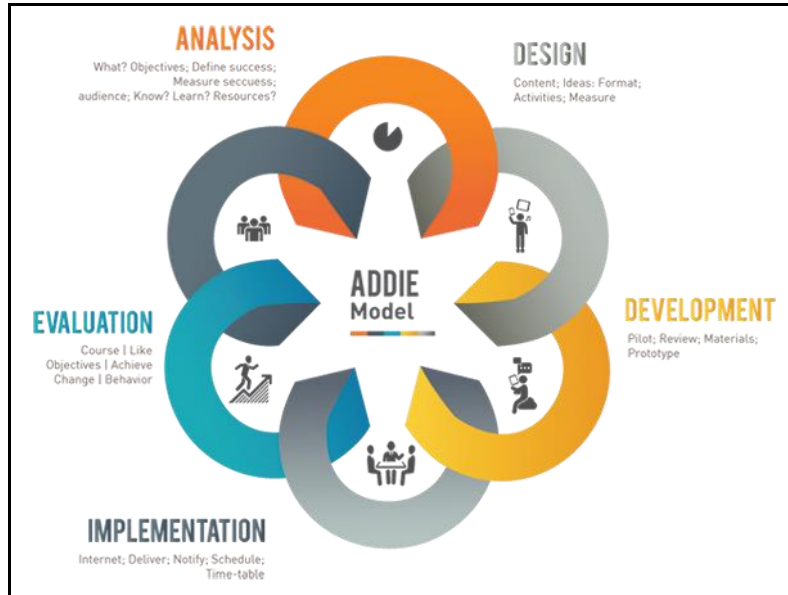 ANALYSIS
What? Objectives; Define success;
Measure seccuess;
audience; Know? Learn? Resources?
DESIGN
Content; Ideas: Format;
Activities; Measure
ADDIE
Model
EVALUATION
Course | Like
Objectives | Achieve
Change | Behavior
DEVELOPMENT
Pilot; Review; Materials;
Prototype
IMPLEMENTATION
Internet; Deliver; Notify; Schedule;
Time-table